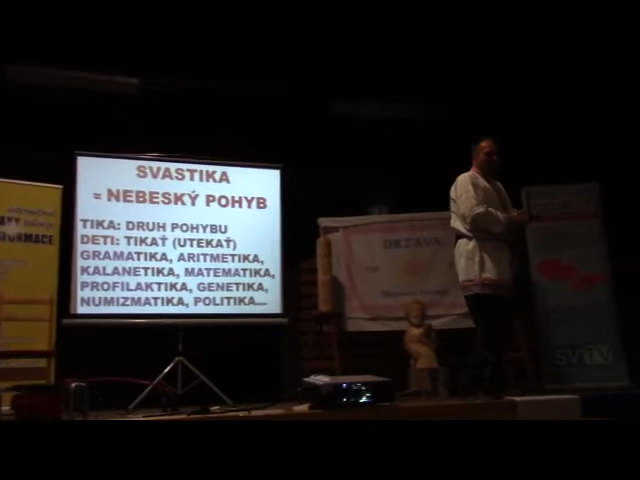 SVASTIKA
= NEBESKÝ POHYB
TIKA: DRUH POHYBU
DETI: TIKAŤ (UTEKAŤ)
GRAMATIKA, ARITMETIKA,
KALANETIKA, MATEMATIKA,
PROFILAKTIKA, GENETIKA,
NUMIZMATIKA, POLITIKA...
DRŽAVA
SVTV